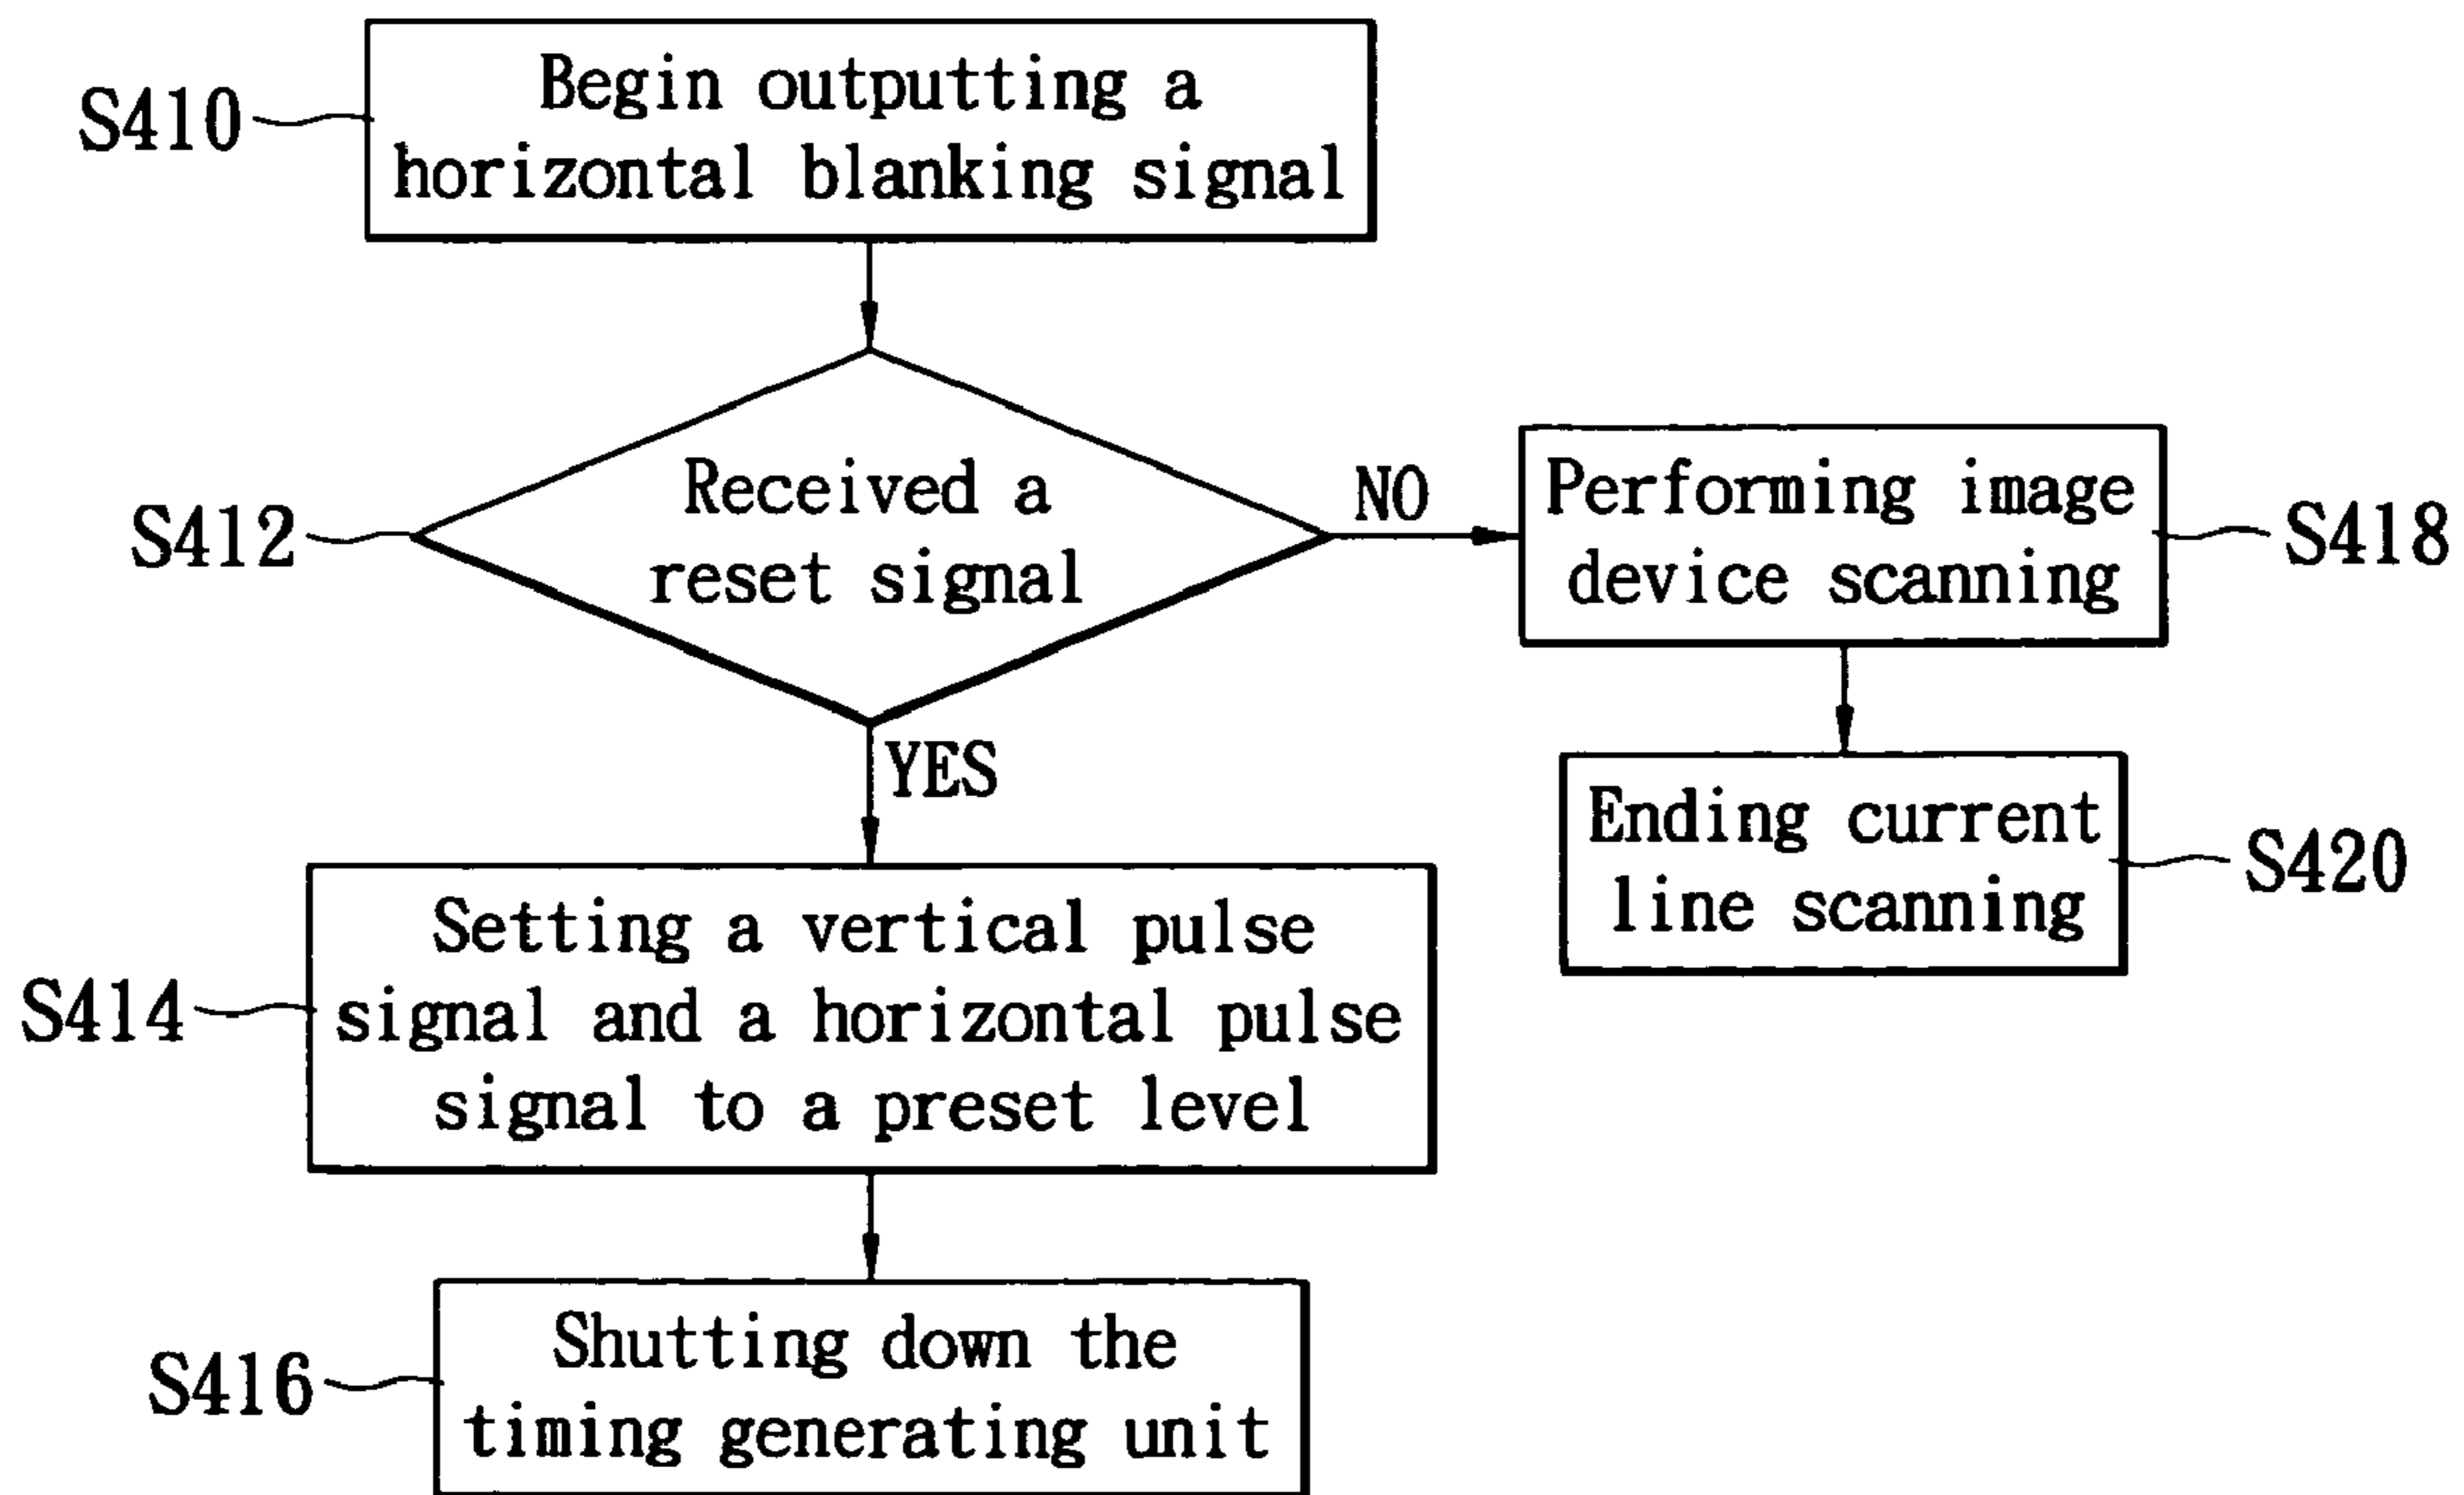 S410
Begin outputting a
horizontal blanking signal
S412
Received a
reset signal
NO
Performing image
device scanning
S418
YES
Ending current
line scanning
S420
S414
Setting a vertical pulse
signal and a horizontal pulse
signal to a preset level
S416
Shutting down the
timing generating unit